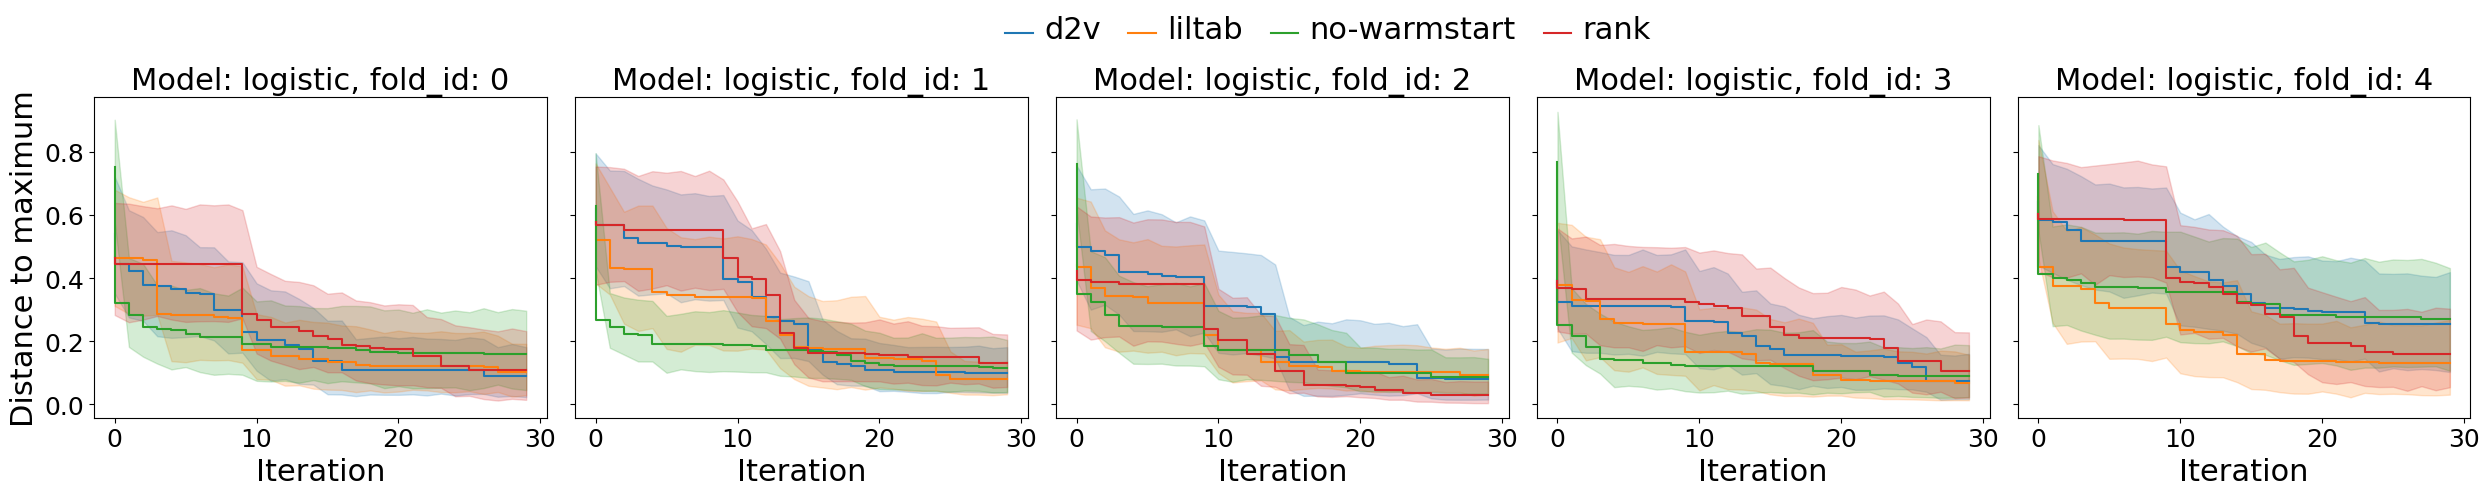 d2v liltab no-warmstart rank
Model: logistic, fold_id: 0 Model: logistic, fold_id: 1 Model: logistic, fold_id: 2 Model: logistic, fold_id: 3 Model: logistic, fold_id: 4
Distance to maximum
0.8
0.6
0.4
0.2
0.0
0 10 20 30 0 10 20 30 0 10 20 30 0 10 20 30 0 10 20 30
Iteration Iteration Iteration Iteration Iteration